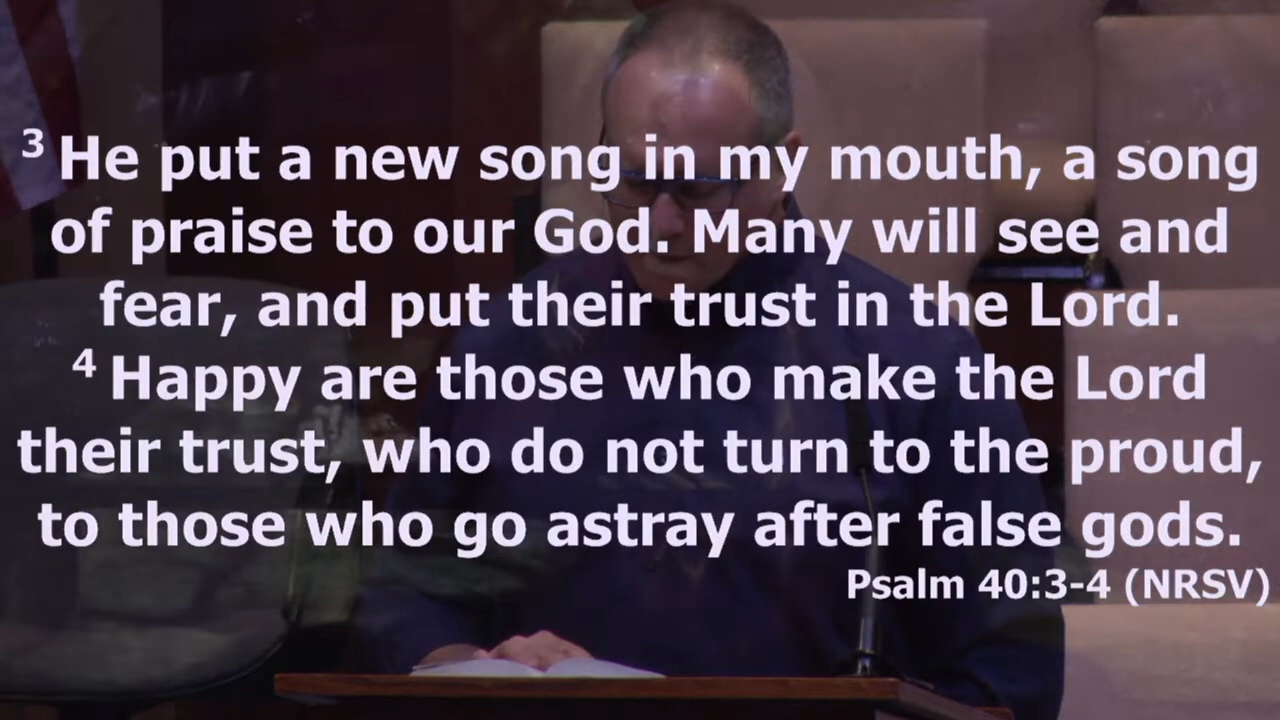 3 He put a new song in my mouth, a song
of praise to our God. Many will see and
fear, and put their trust in the Lord.
4 Happy are those who make the Lord
their trust, who do not turn to the proud,
to those who go astray after false gods.
Psalm 40:3-4 (NRSV)